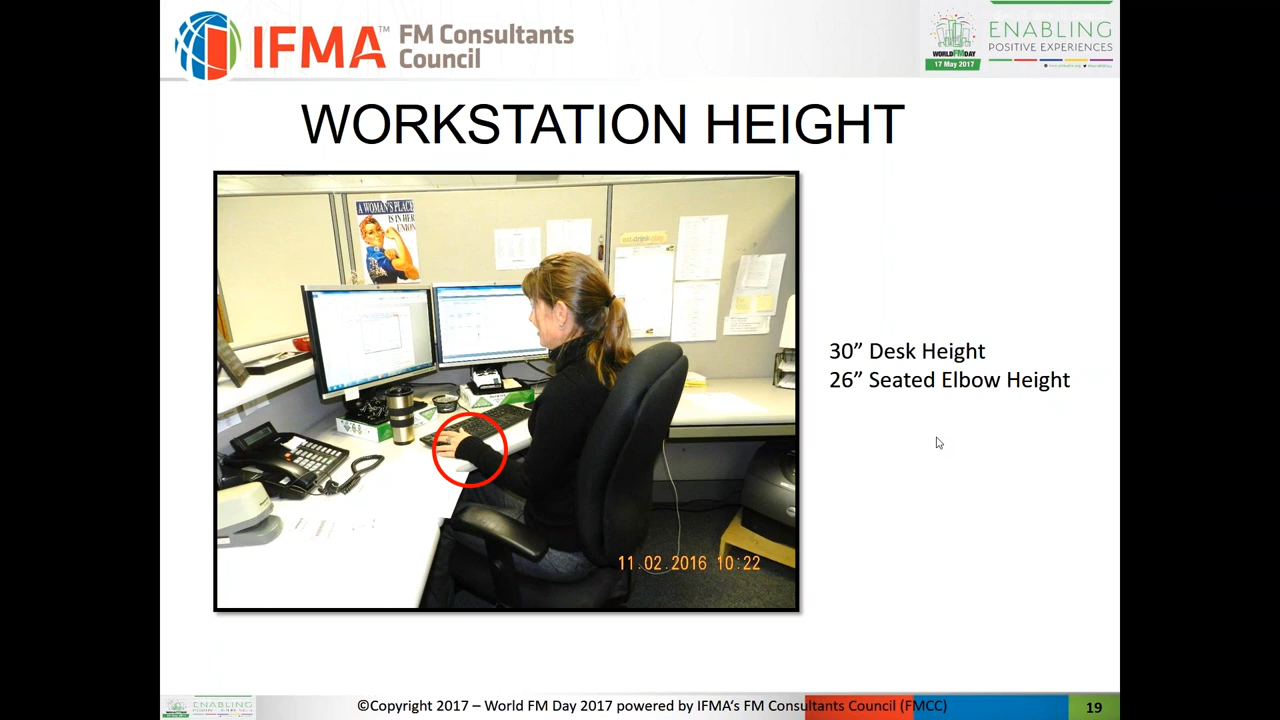 IFMA™ FM Consultants Council
WORLD FM DAY
17 May 2017
ENABLING
POSITIVE EXPERIENCES
WORKSTATION HEIGHT
A WOMAN'S PLACE
IS IN HER
UNION
30” Desk Height
26” Seated Elbow Height
11.02.2016 10:22
ENABLING
©Copyright 2017 – World FM Day 2017 powered by IFMA‘s FM Consultants Council (FMCC)
19